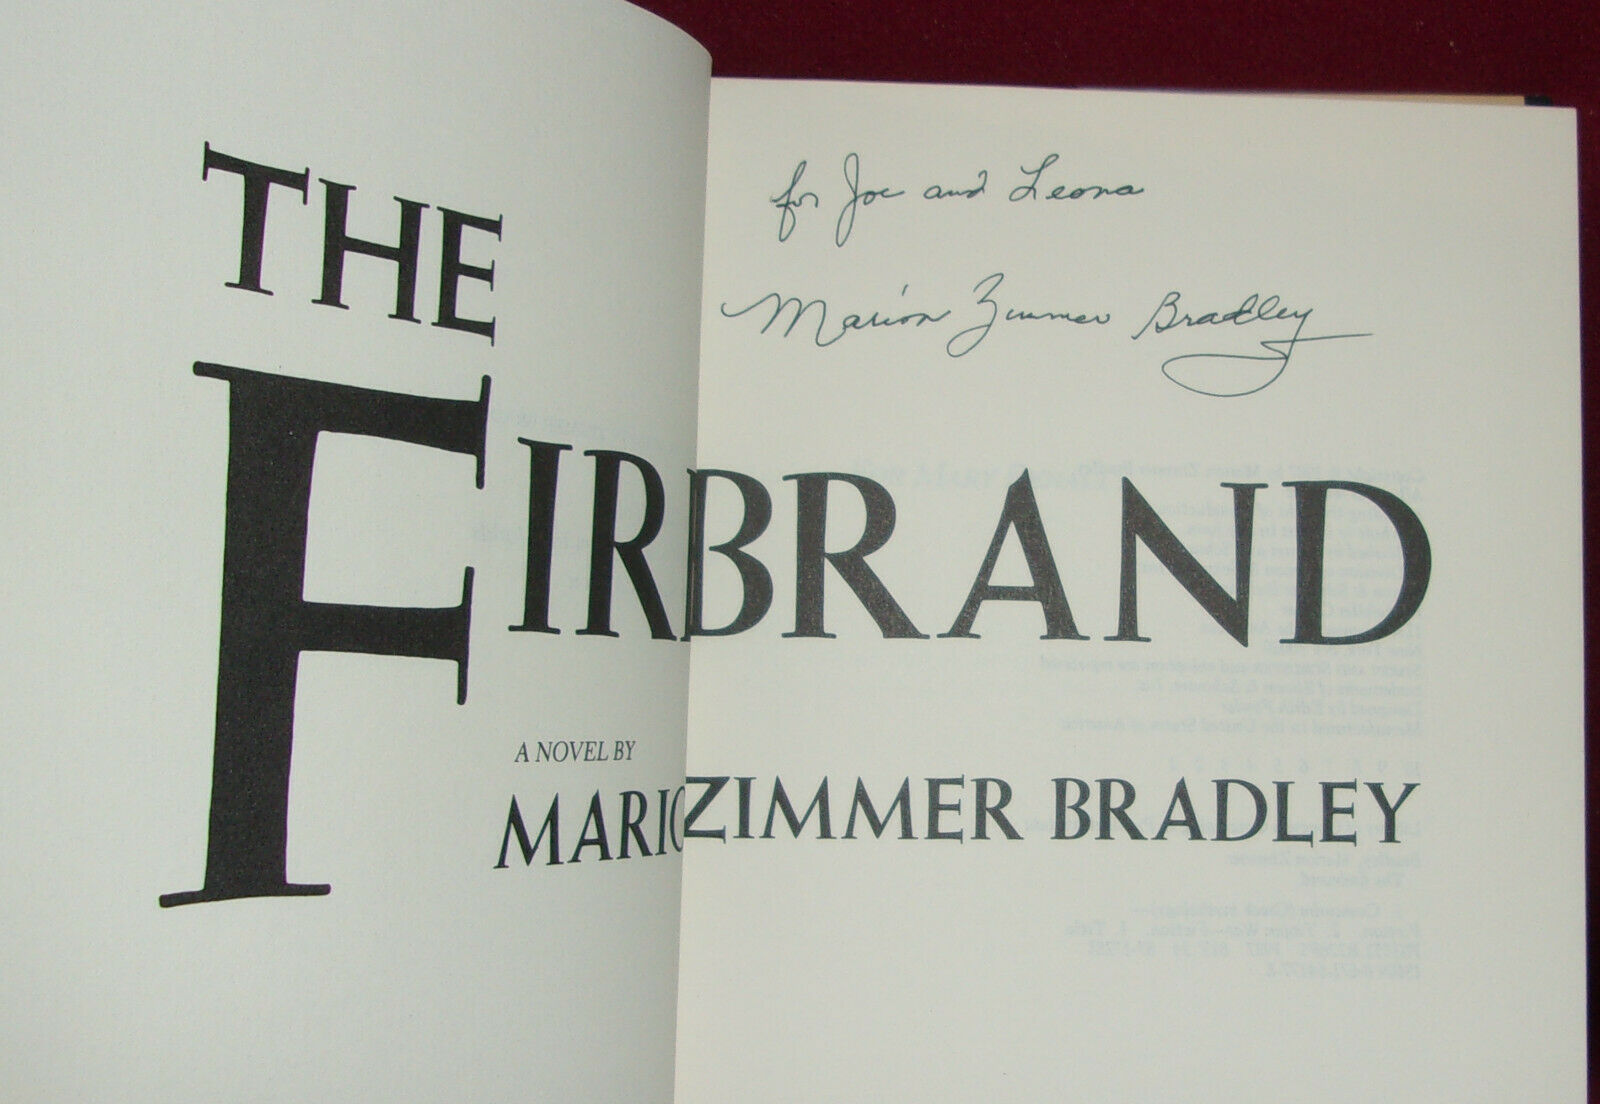 for Joe and Leona
Marion Zimmer Bradley
THE
FIRBRAND
A NOVEL BY
MARIO ZIMMER BRADLEY